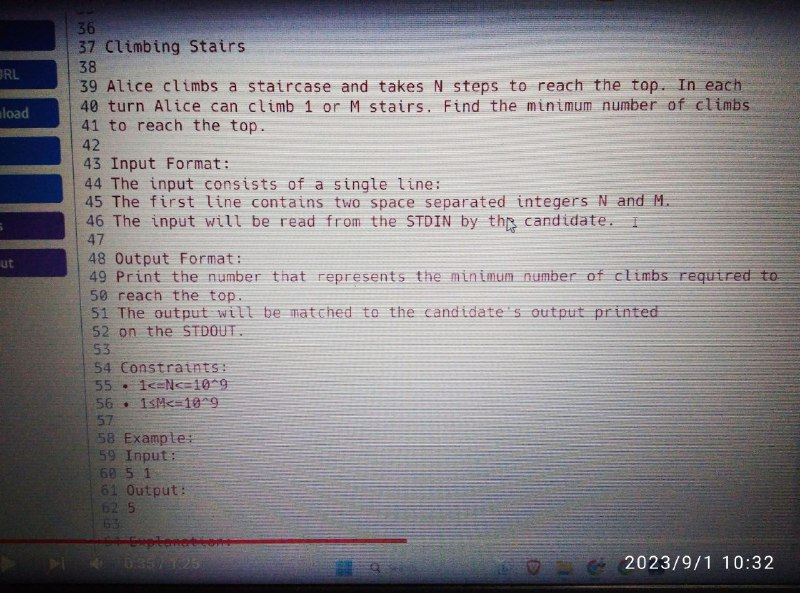 36
37 Climbing Stairs
38
39 Alice climbs a staircase and takes N steps to reach the top. In each
40 turn Alice can climb 1 or M stairs. Find the minimum number of climbs
41 to reach the top.
42
43 Input Format:
44 The input consists of a single line:
45 The first line contains two space separated integers N and M.
46 The input will be read from the STDIN by the candidate.
47
48 Output Format:
49 Print the number that represents the minimum number of climbs required to
50 reach the top.
51 The output will be matched to the candidate's output printed
52 on the STDOUT.
53
54 Constraints:
55 • 1<=N<=10^9
56 • 1≤M<=10^9
57
58 Example:
59 Input:
60 5 1
61 Output:
62 5
63
64 Explanation:
URL
load
s
ut
0:35 / 1:25
2023/9/1 10:32